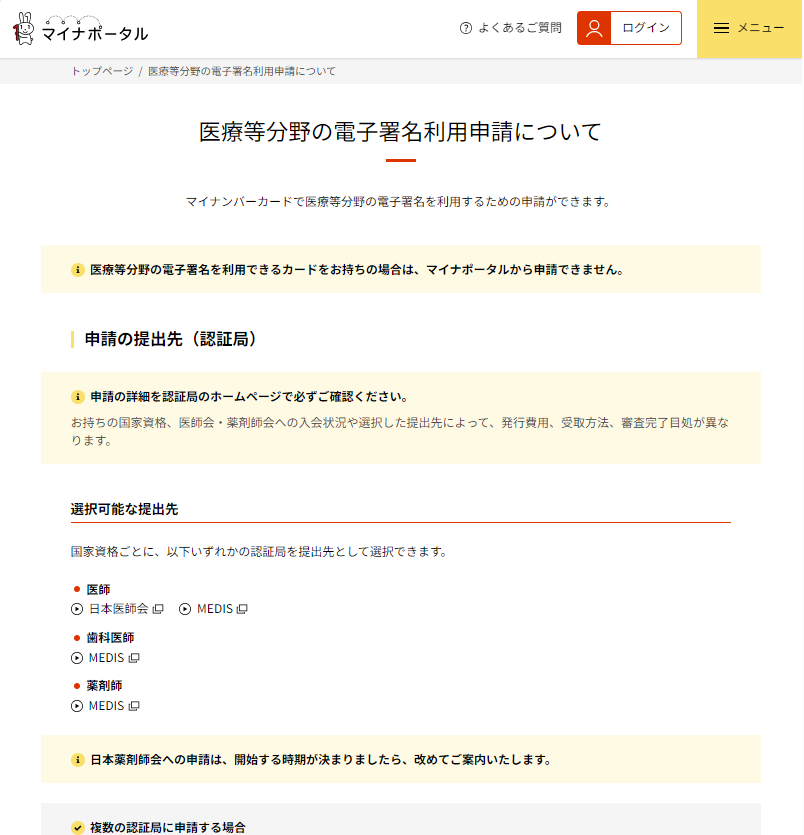 マイナポータル
よくあるご質問
ログイン
メニュー
トップページ / 医療等分野の電子署名利用申請について
医療等分野の電子署名利用申請について
マイナンバーカードで医療等分野の電子署名を利用するための申請ができます。
医療等分野の電子署名を利用できるカードをお持ちの場合は、マイナポータルから申請できません。
申請の提出先（認証局）
申請の詳細を認証局のホームページで必ずご確認ください。
お持ちの国家資格、医師会・薬剤師会への入会状況や選択した提出先によって、発行費用、受取方法、審査完了目処が異な
ります。
選択可能な提出先
国家資格ごとに、以下いずれかの認証局を提出先として選択できます。
医師
日本医師会 MEDIS
歯科医師
MEDIS
薬剤師
MEDIS
日本薬剤師会への申請は、開始する時期が決まりましたら、改めてご案内いたします。
複数の認証局に申請する場合